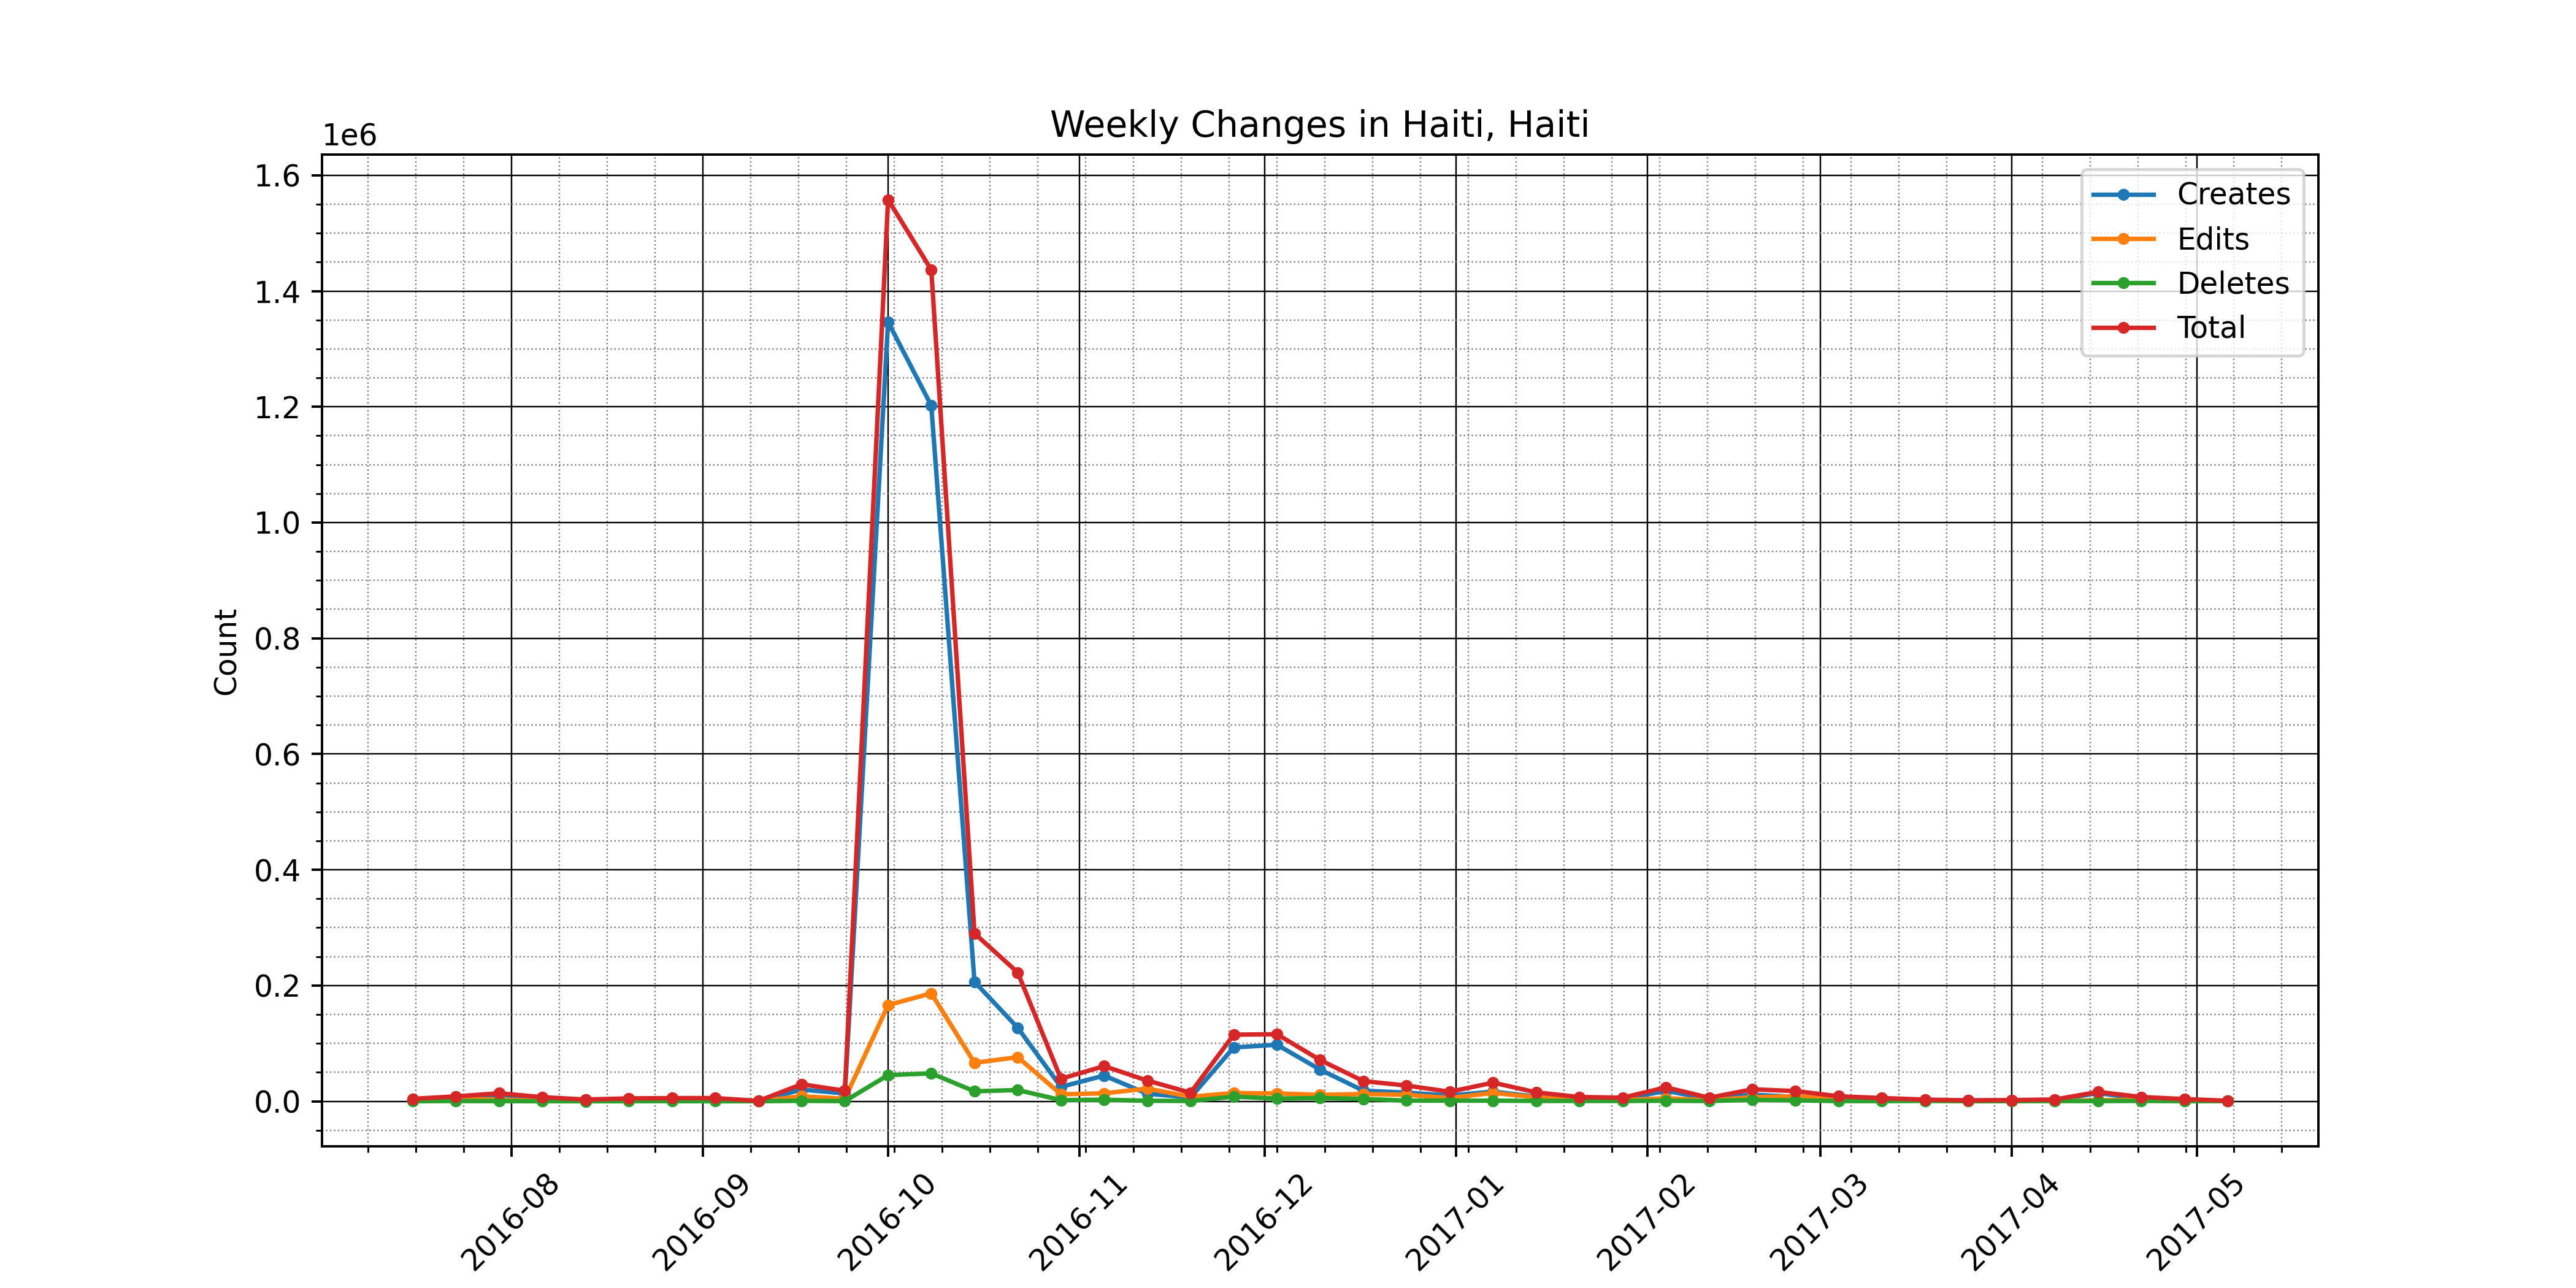 Weekly Changes in Haiti, Haiti
1e6
1.6
1.4
1.2
1.0
0.8
0.6
0.4
0.2
0.0
Count
Creates
Edits
Deletes
Total
2016-08
2016-09
2016-10
2016-11
2016-12
2017-01
2017-02
2017-03
2017-04
2017-05